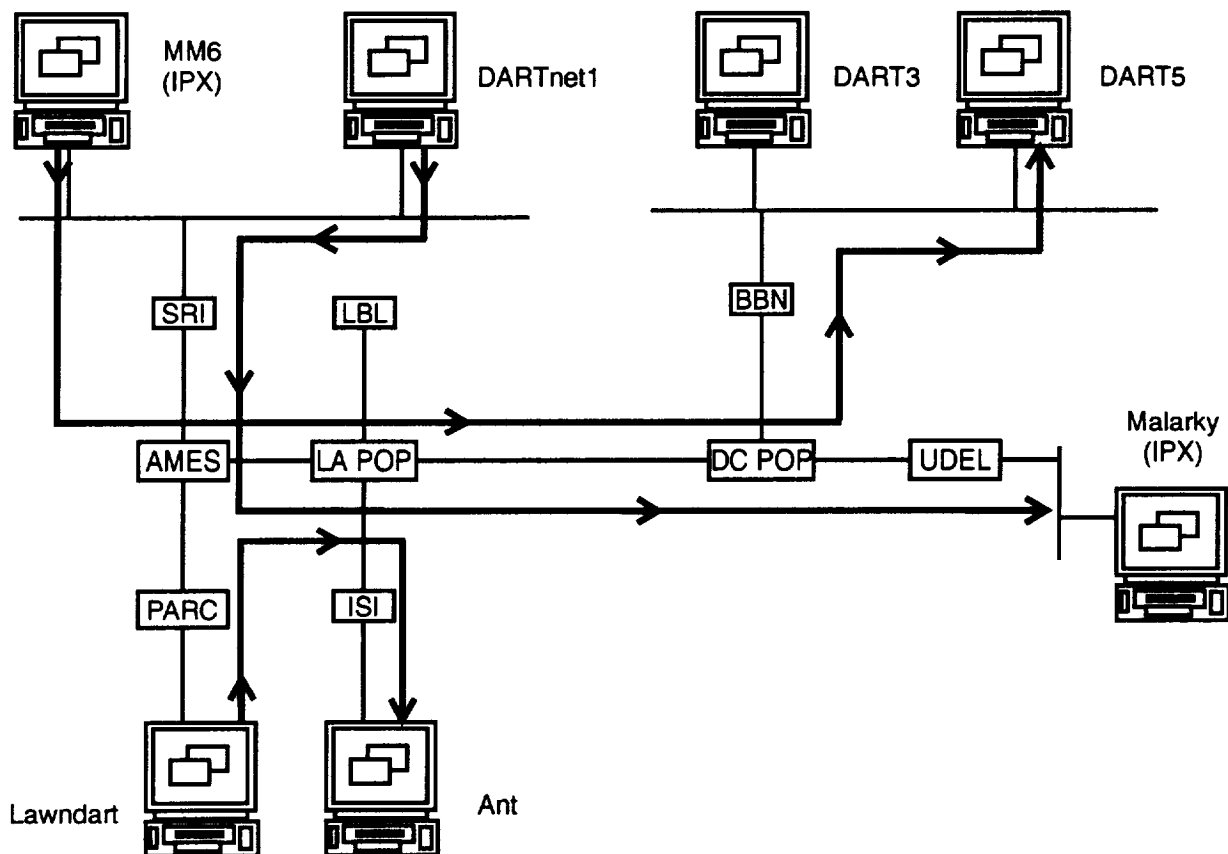 MM6
(IPX)
DARTnet1
DART3
DART5
SRI
LBL
BBN
Malarky
(IPX)
AMES
LA POP
DC POP
UDEL
PARC
ISI
Lawndart
Ant